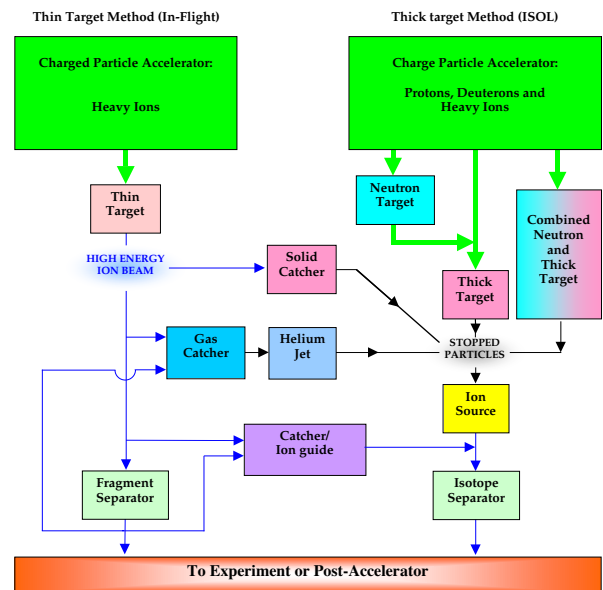 Thin Target Method (In-Flight)
Thick target Method (ISOL)
Charged Particle Accelerator:
Heavy Ions
Charge Particle Accelerator:
Protons, Deuterons and
Heavy Ions
Thin
Target
Neutron
Target
Combined
Neutron
and
Thick
Target
HIGH ENERGY
ION BEAM
Solid
Catcher
Thick
Target
Gas
Catcher
Helium
Jet
STOPPED
PARTICLES
Ion
Source
Catcher/
Ion guide
Fragment
Separator
Isotope
Separator
To Experiment or Post-Accelerator